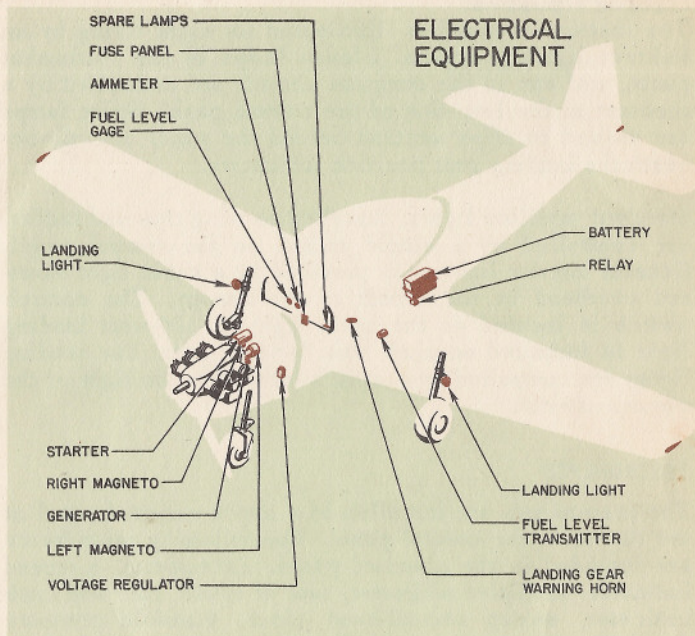 ELECTRICAL
EQUIPMENT
SPARE LAMPS
FUSE PANEL
AMMETER
FUEL LEVEL
GAGE
LANDING
LIGHT
BATTERY
RELAY
STARTER
RIGHT MAGNETO
GENERATOR
LEFT MAGNETO
VOLTAGE REGULATOR
LANDING LIGHT
FUEL LEVEL
TRANSMITTER
LANDING GEAR
WARNING HORN